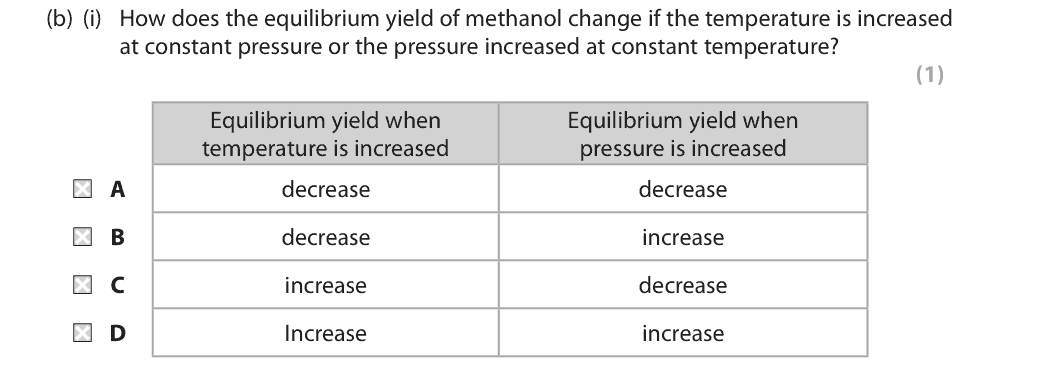 (b) (i) How does the equilibrium yield of methanol change if the temperature is increased
at constant pressure or the pressure increased at constant temperature?
(1)
Equilibrium yield when temperature is increased
Equilibrium yield when pressure is increased
A decrease decrease
B decrease increase
C increase decrease
D Increase increase